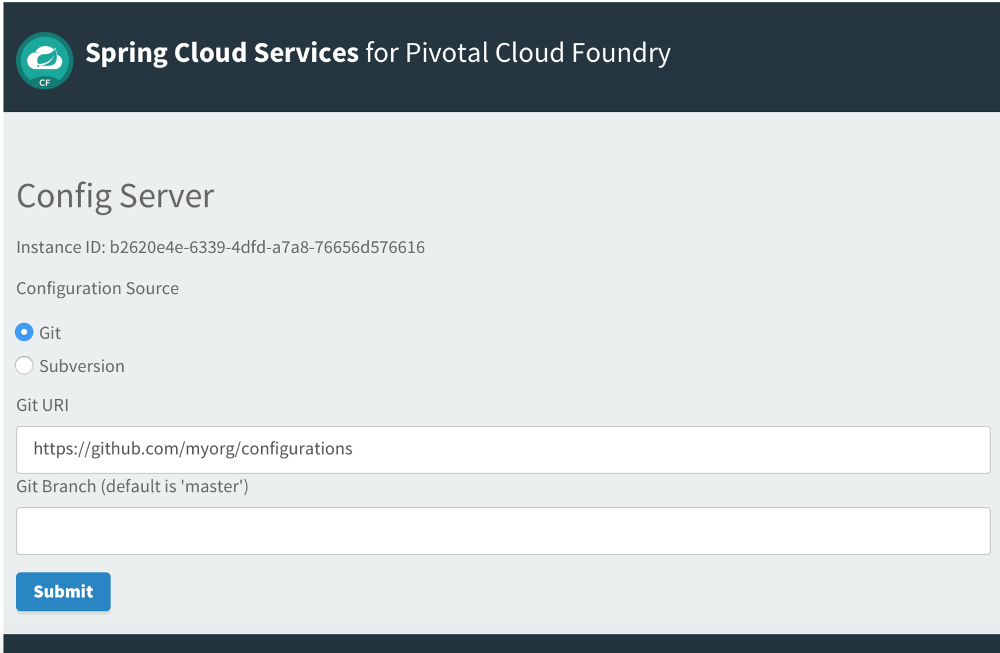 CF
Spring Cloud Services for Pivotal Cloud Foundry
Config Server
Instance ID: b2620e4e-6339-4dfd-a7a8-76656d576616
Configuration Source
Git
Subversion
Git URI
https://github.com/myorg/configurations
Git Branch (default is 'master')
Submit